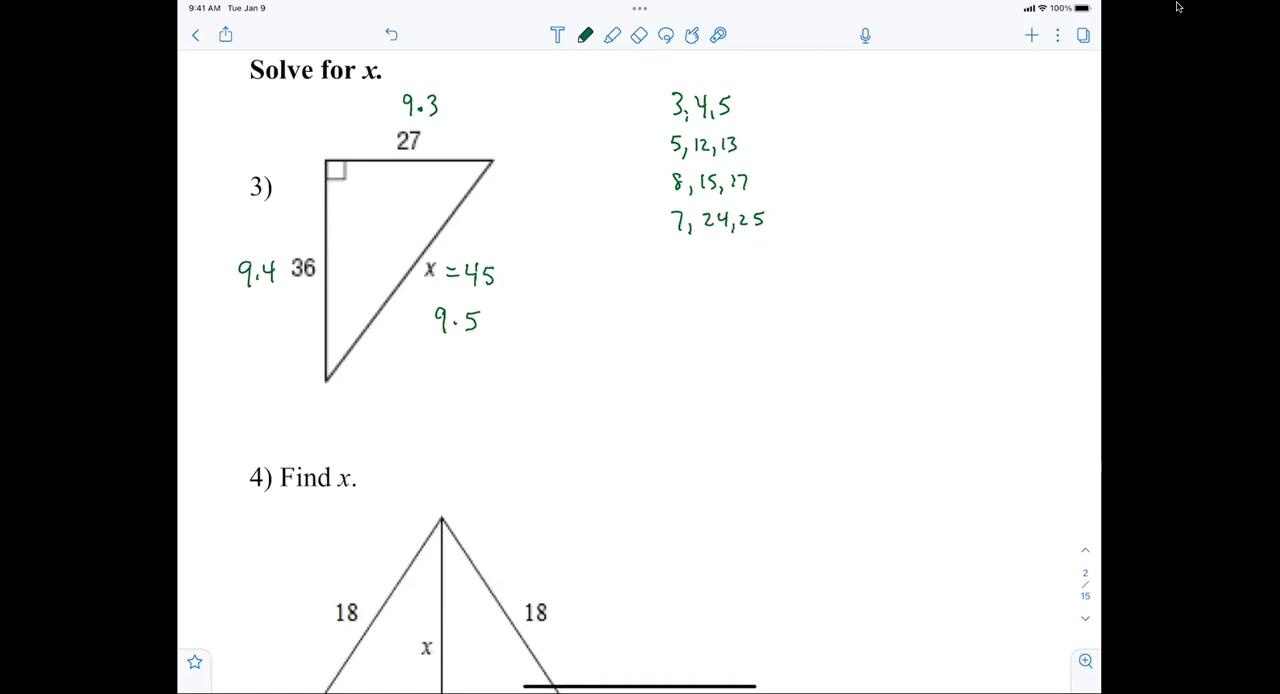 9:41 AM Tue Jan 9
100%
T
Solve for x.
9.3
27
3)
9.4 36
x = 45
9.5
3, 4, 5
5, 12, 13
8, 15, 17
7, 24, 25
4) Find x.
18
18
x
2
/
15